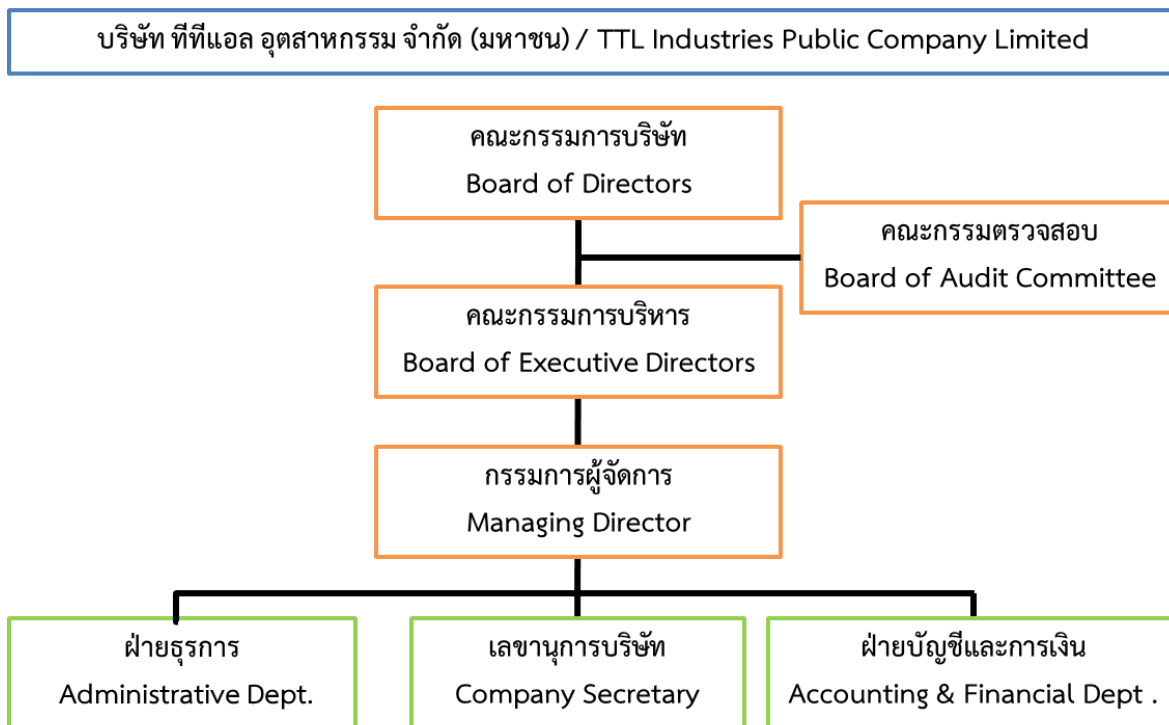 บริษัท ทีทีแอล อุตสาหกรรม จำกัด (มหาชน) / TTL Industries Public Company Limited
คณะกรรมการบริษัท
Board of Directors
คณะกรรมตรวจสอบ
Board of Audit Committee
คณะกรรมการบริหาร
Board of Executive Directors
กรรมการผู้จัดการ
Managing Director
ฝ่ายธุรการ
Administrative Dept.
เลขานุการบริษัท
Company Secretary
ฝ่ายบัญชีและการเงิน
Accounting & Financial Dept .